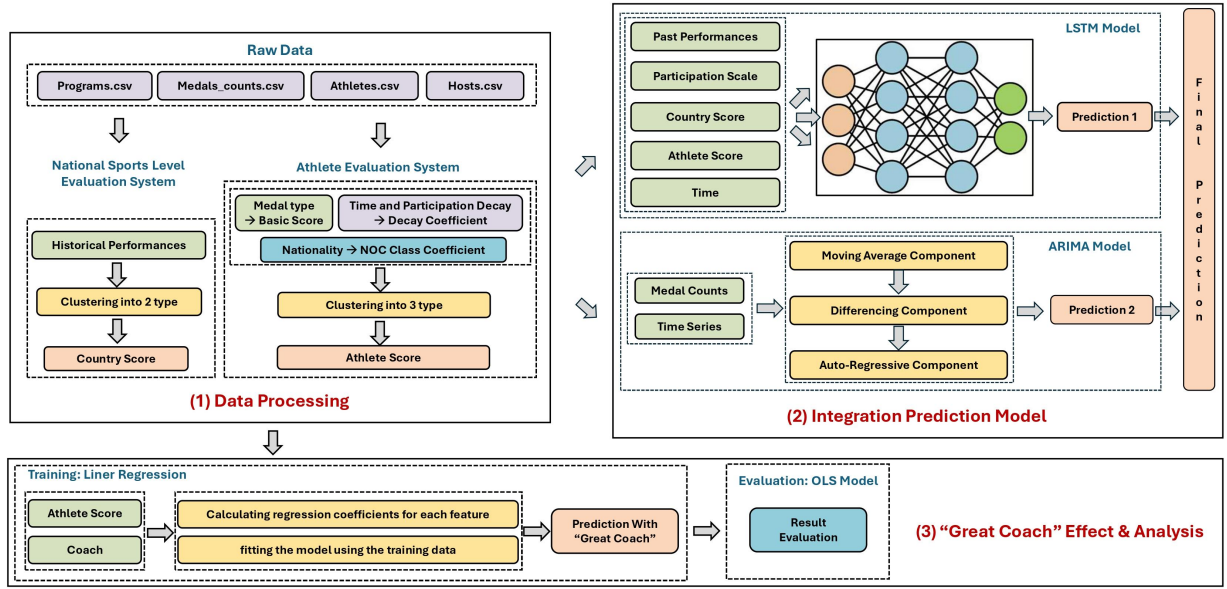 Raw Data
Programs.csv
Medals_counts.csv
Athletes.csv
Hosts.csv
National Sports Level
Evaluation System
Historical Performances
Clustering into 2 type
Country Score
Athlete Evaluation System
Medal type
→ Basic Score
Time and Participation Decay
→ Decay Coefficient
Nationality → NOC Class Coefficient
Clustering into 3 type
Athlete Score
(1) Data Processing
LSTM Model
Past Performances
Participation Scale
Country Score
Athlete Score
Time
Prediction 1
ARIMA Model
Medal Counts
Time Series
Moving Average Component
Differencing Component
Auto-Regressive Component
Prediction 2
Final Prediction
(2) Integration Prediction Model
Training: Liner Regression
Athlete Score
Coach
Calculating regression coefficients for each feature
fitting the model using the training data
Prediction With
“Great Coach”
Evaluation: OLS Model
Result
Evaluation
(3) “Great Coach” Effect & Analysis